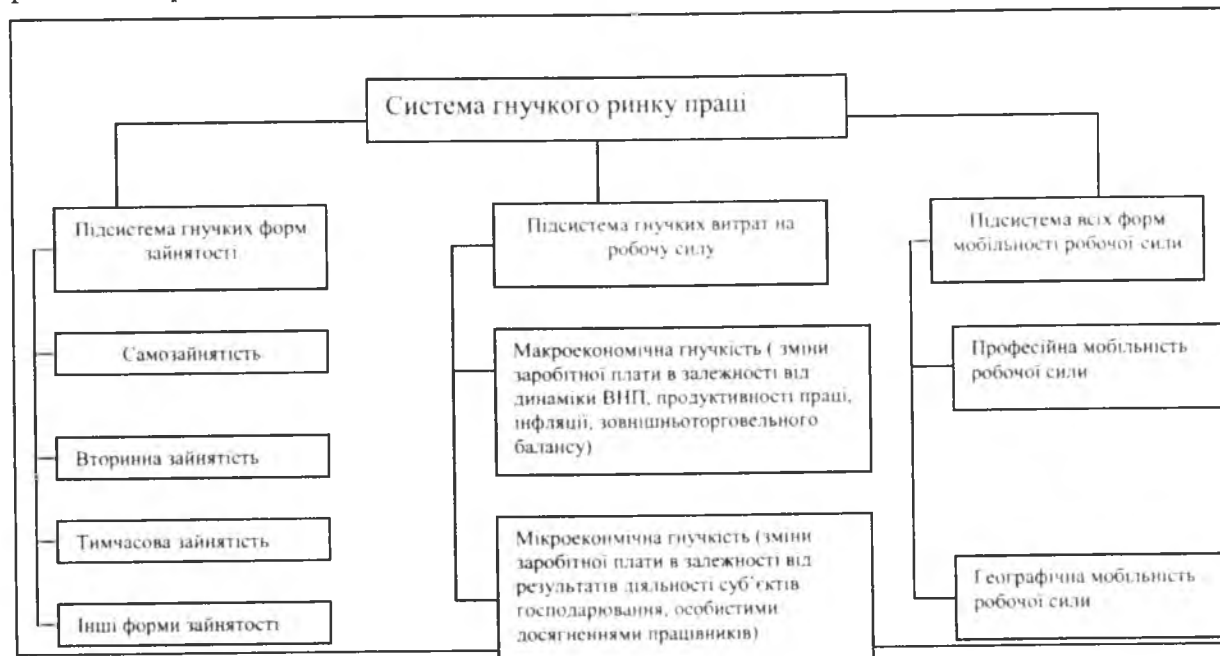 Система гнучкого ринку праці
Підсистема гнучких форм
зайнятості
Самозайнятість
Вторинна зайнятість
Тимчасова зайнятість
Інші форми зайнятості
Підсистема гнучких витрат на
робочу силу
Макроекономічна гнучкість ( зміни
заробітної плати в залежності від
динаміки ВНП, продуктивності праці,
інфляції, зовнішньоторговельного
балансу)
Мікроекнмічна гнучкість (зміни
заробітної плати в залежності від
результатів діяльності суб'єктів
господарювання, особистими
досягненнями працівників)
Підсистема всіх форм
мобільності робочої сили
Професійна мобільність
робочої сили
Географічна мобільність
робочої сили